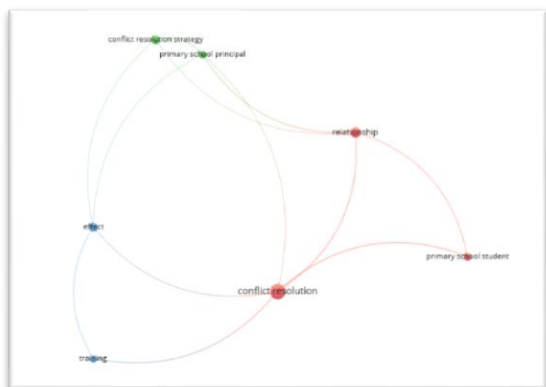 conflict resolution strategy
primary school principal
relationship
effect
primary school student
conflict resolution
training